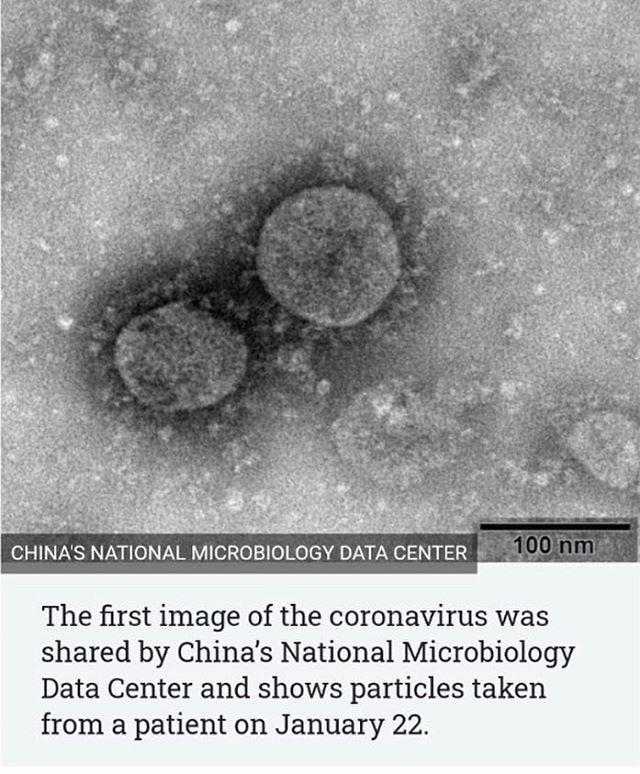 CHINA'S NATIONAL MICROBIOLOGY DATA CENTER
100 nm
The first image of the coronavirus was
shared by China’s National Microbiology
Data Center and shows particles taken
from a patient on January 22.